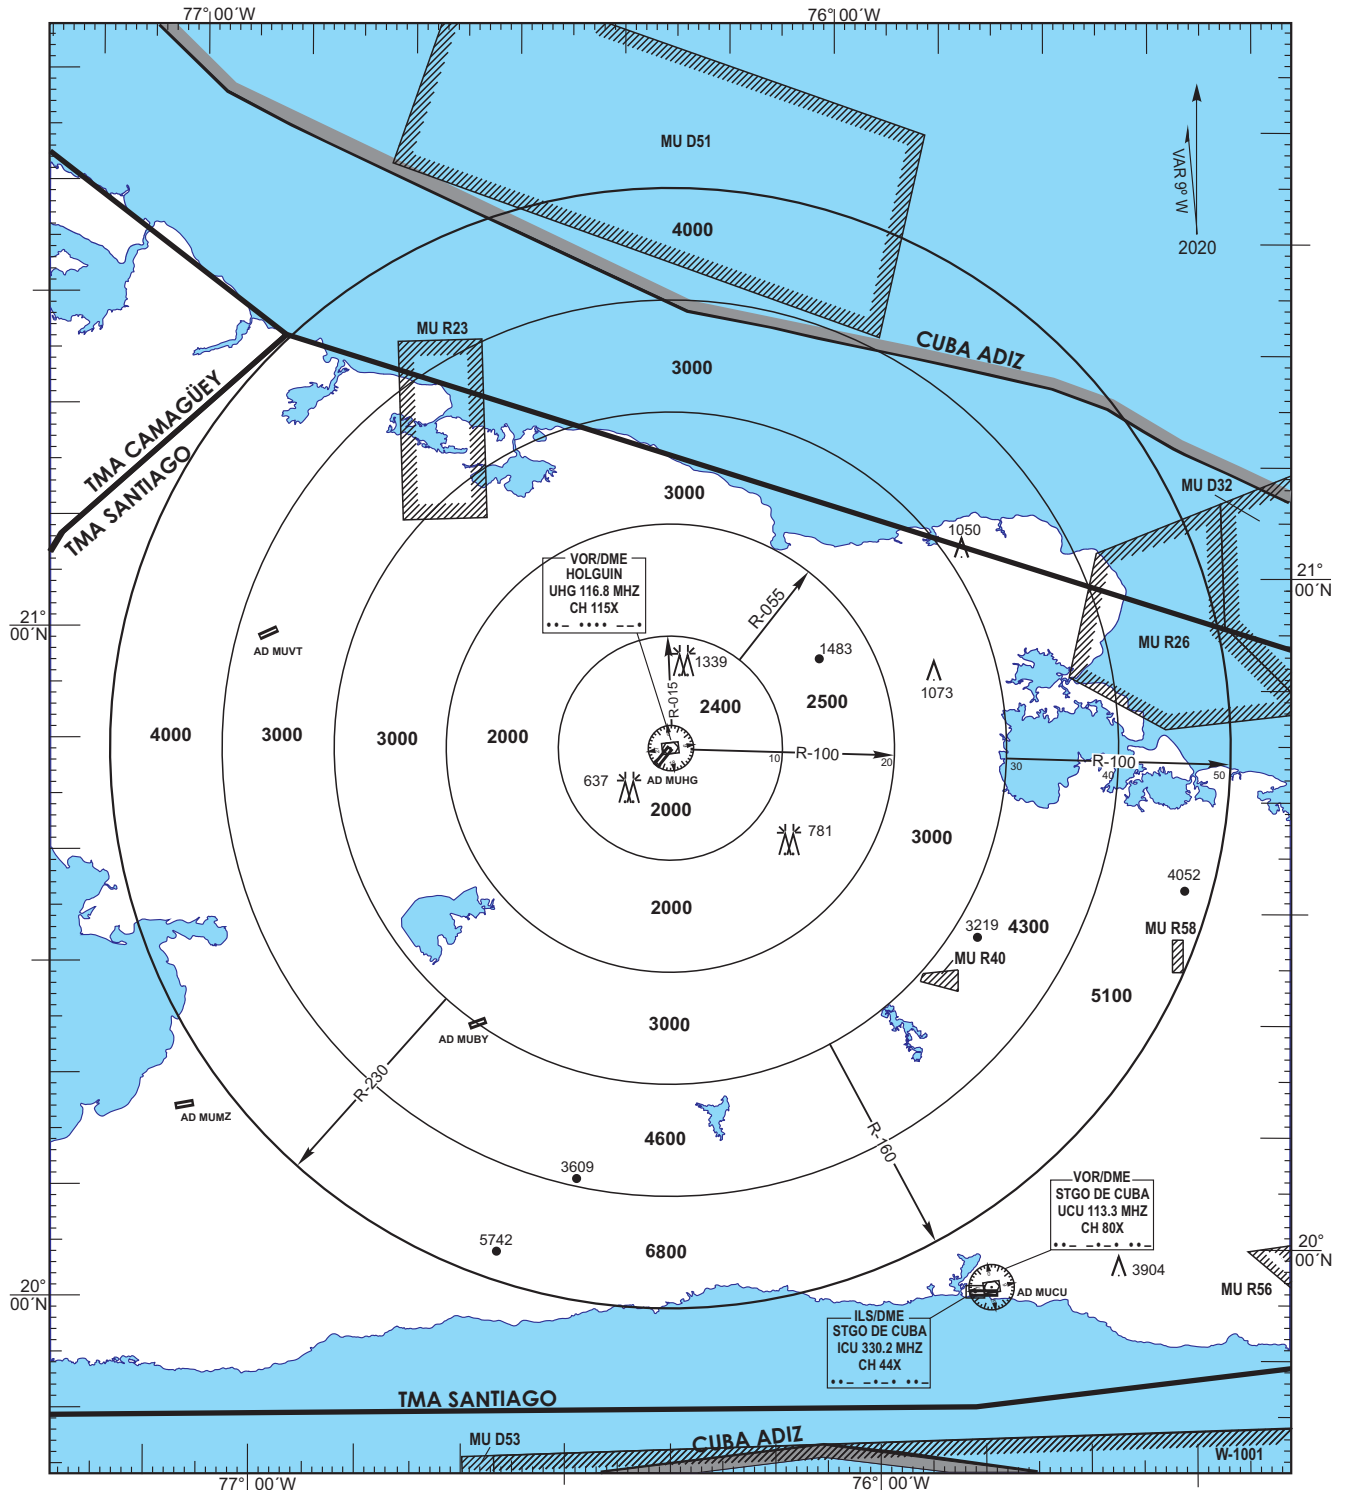 77° 00´W
76° 00´W
MU D51
VAR 9º W
2020
4000
MU R23
CUBA ADIZ
3000
TMA CAMAGÜEY
TMA SANTIAGO
3000
MU D32
1050
VOR/DME
HOLGUIN
UHG 116.8 MHZ
CH 115X
R-055
21°
00´N
21°
00´N
AD MUVT
1339
1483
MU R26
1073
R-015
2400
2500
4000
3000
3000
2000
R-100
10
20
R-100
30
40
50
AD MUHG
637
2000
781
3000
4052
2000
3219
4300
MU R58
MU R40
5100
3000
AD MUBY
R-230
AD MUMZ
R-160
4600
3609
VOR/DME
STGO DE CUBA
UCU 113.3 MHZ
CH 80X
5742
6800
3904
20°
00´N
20°
00´N
AD MUCU
MU R56
ILS/DME
STGO DE CUBA
ICU 330.2 MHZ
CH 44X
TMA SANTIAGO
MU D53
CUBA ADIZ
W-1001
77° 00´W
76° 00´W